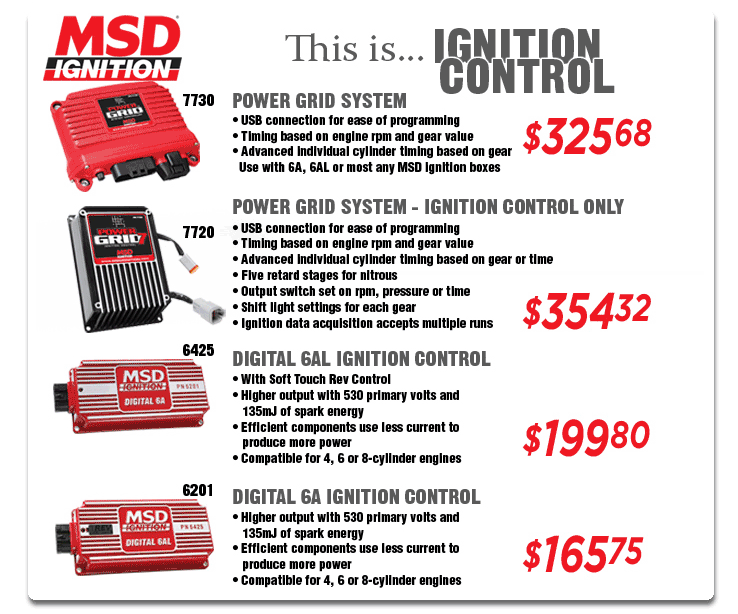 MSD
IGNITION
This is... IGNITION
CONTROL
7730
POWER GRID SYSTEM
• USB connection for ease of programming
• Timing based on engine rpm and gear value
• Advanced individual cylinder timing based on gear
Use with 6A, 6AL or most any MSD ignition boxes
$32568
POWER GRID
7720
POWER GRID SYSTEM - IGNITION CONTROL ONLY
• USB connection for ease of programming
• Timing based on engine rpm and gear value
• Advanced individual cylinder timing based on gear or time
• Five retard stages for nitrous
• Output switch set on rpm, pressure or time
• Shift light settings for each gear
• Ignition data acquisition accepts multiple runs
$35432
POWER
GRID7
MSD
6425
DIGITAL 6AL IGNITION CONTROL
• With Soft Touch Rev Control
• Higher output with 530 primary volts and
135mJ of spark energy
• Efficient components use less current to
produce more power
• Compatible for 4, 6 or 8-cylinder engines
$19980
MSD
IGNITION
PN 6201
DIGITAL 6A
6201
DIGITAL 6A IGNITION CONTROL
• Higher output with 530 primary volts and
135mJ of spark energy
• Efficient components use less current to
produce more power
• Compatible for 4, 6 or 8-cylinder engines
$16575
MSD
REV
IGNITION
PN 6425
DIGITAL 6AL